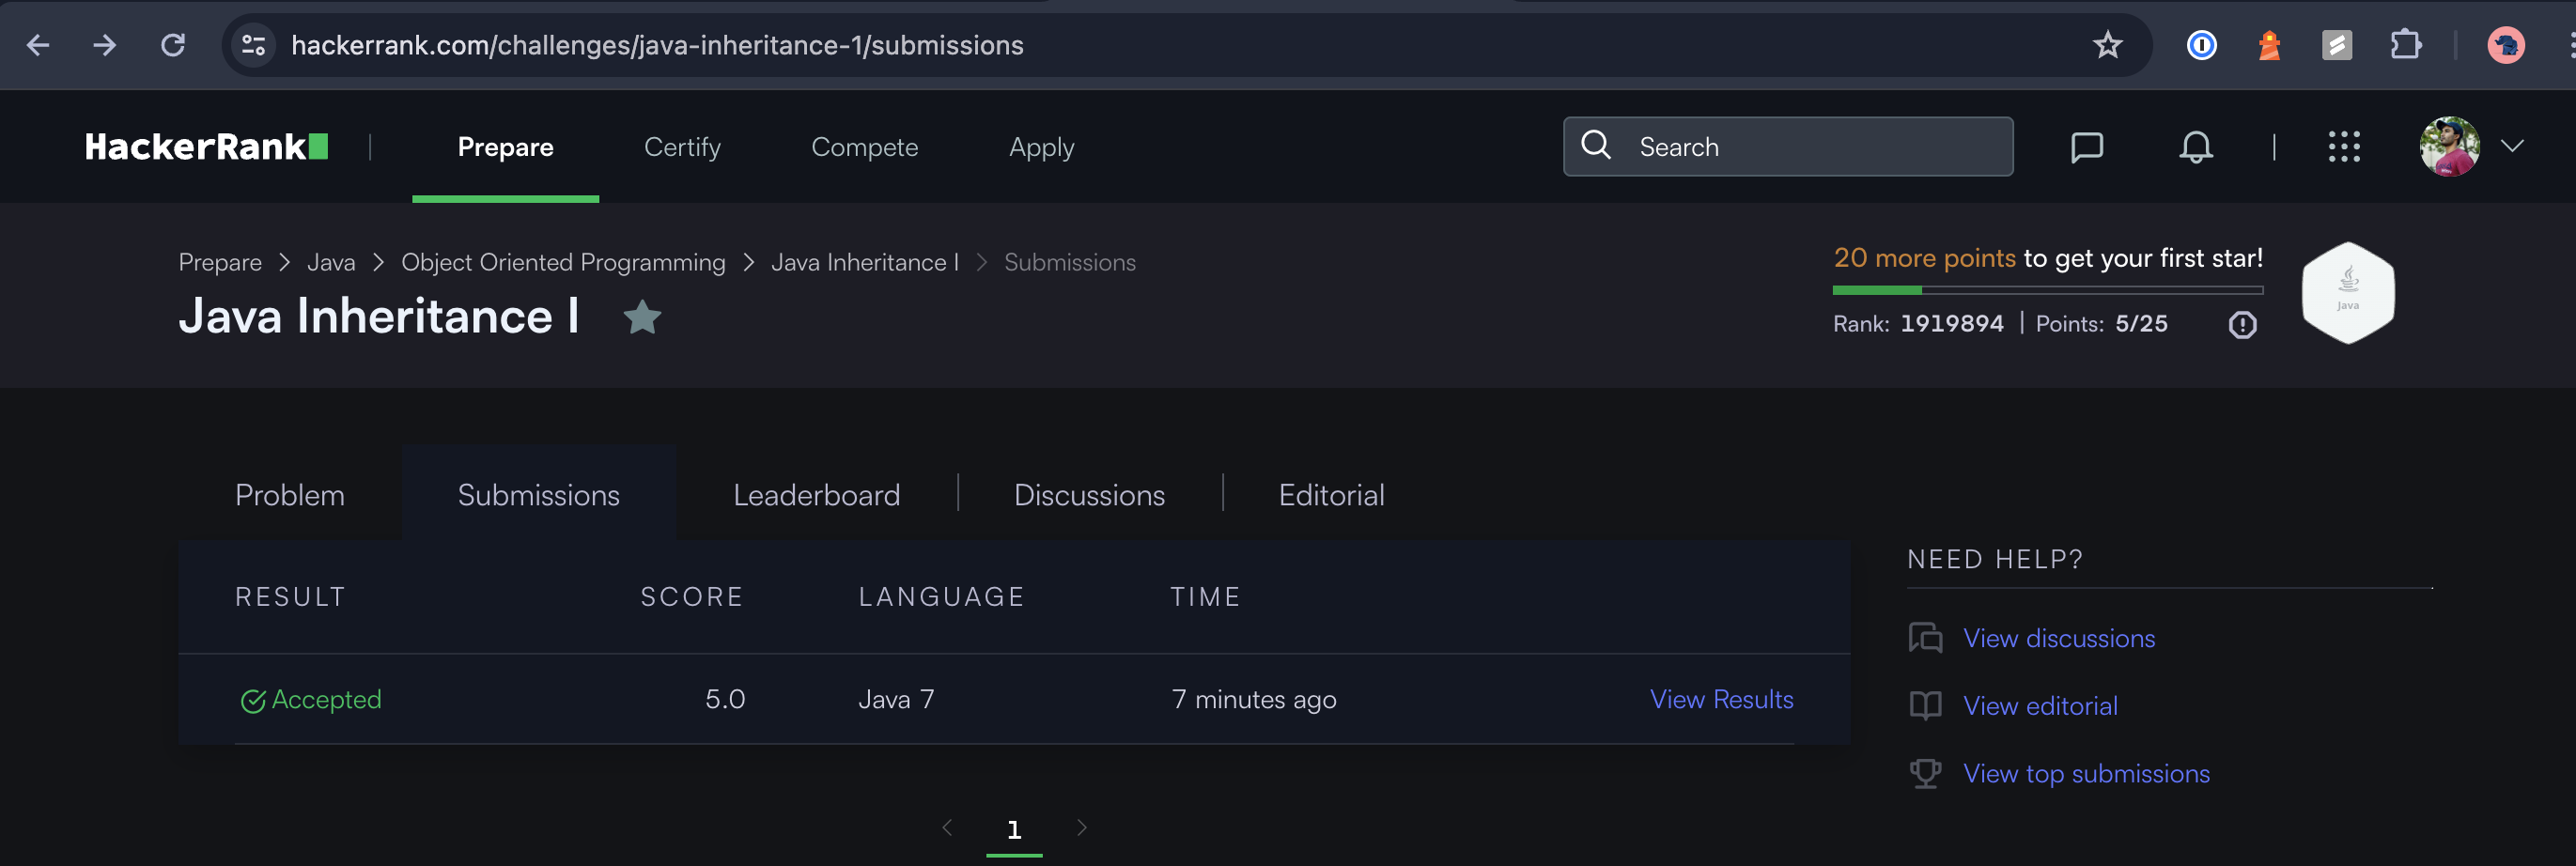 hackerrank.com/challenges/java-inheritance-1/submissions
HackerRank
Prepare
Certify
Compete
Apply
Search
Prepare > Java > Object Oriented Programming > Java Inheritance I > Submissions
Java Inheritance I
20 more points to get your first star!
Rank: 1919894 | Points: 5/25
Java
Problem
Submissions
Leaderboard
Discussions
Editorial
RESULT SCORE LANGUAGE TIME
Accepted 5.0 Java 7 7 minutes ago View Results
1
NEED HELP?
View discussions
View editorial
View top submissions